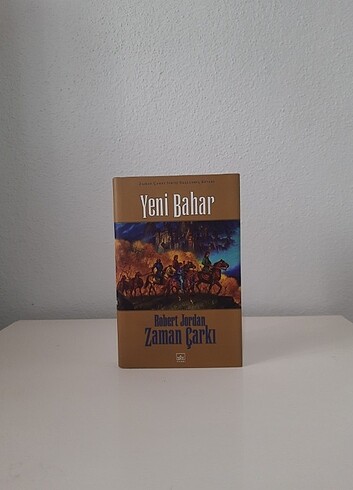 Yeni Bahar
Robert Jordan
Zaman Çarkı